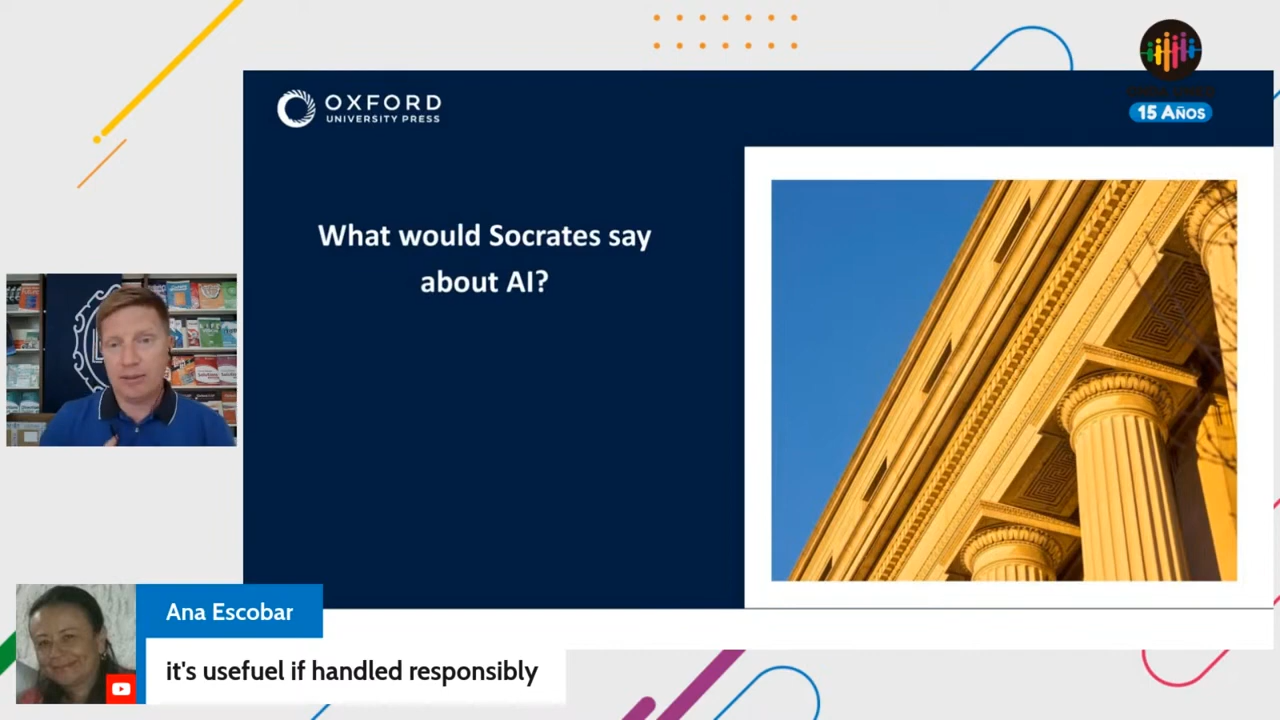 OXFORD
UNIVERSITY PRESS
15 AÑOS
What would Socrates say
about AI?
Ana Escobar
it's usefuel if handled responsibly